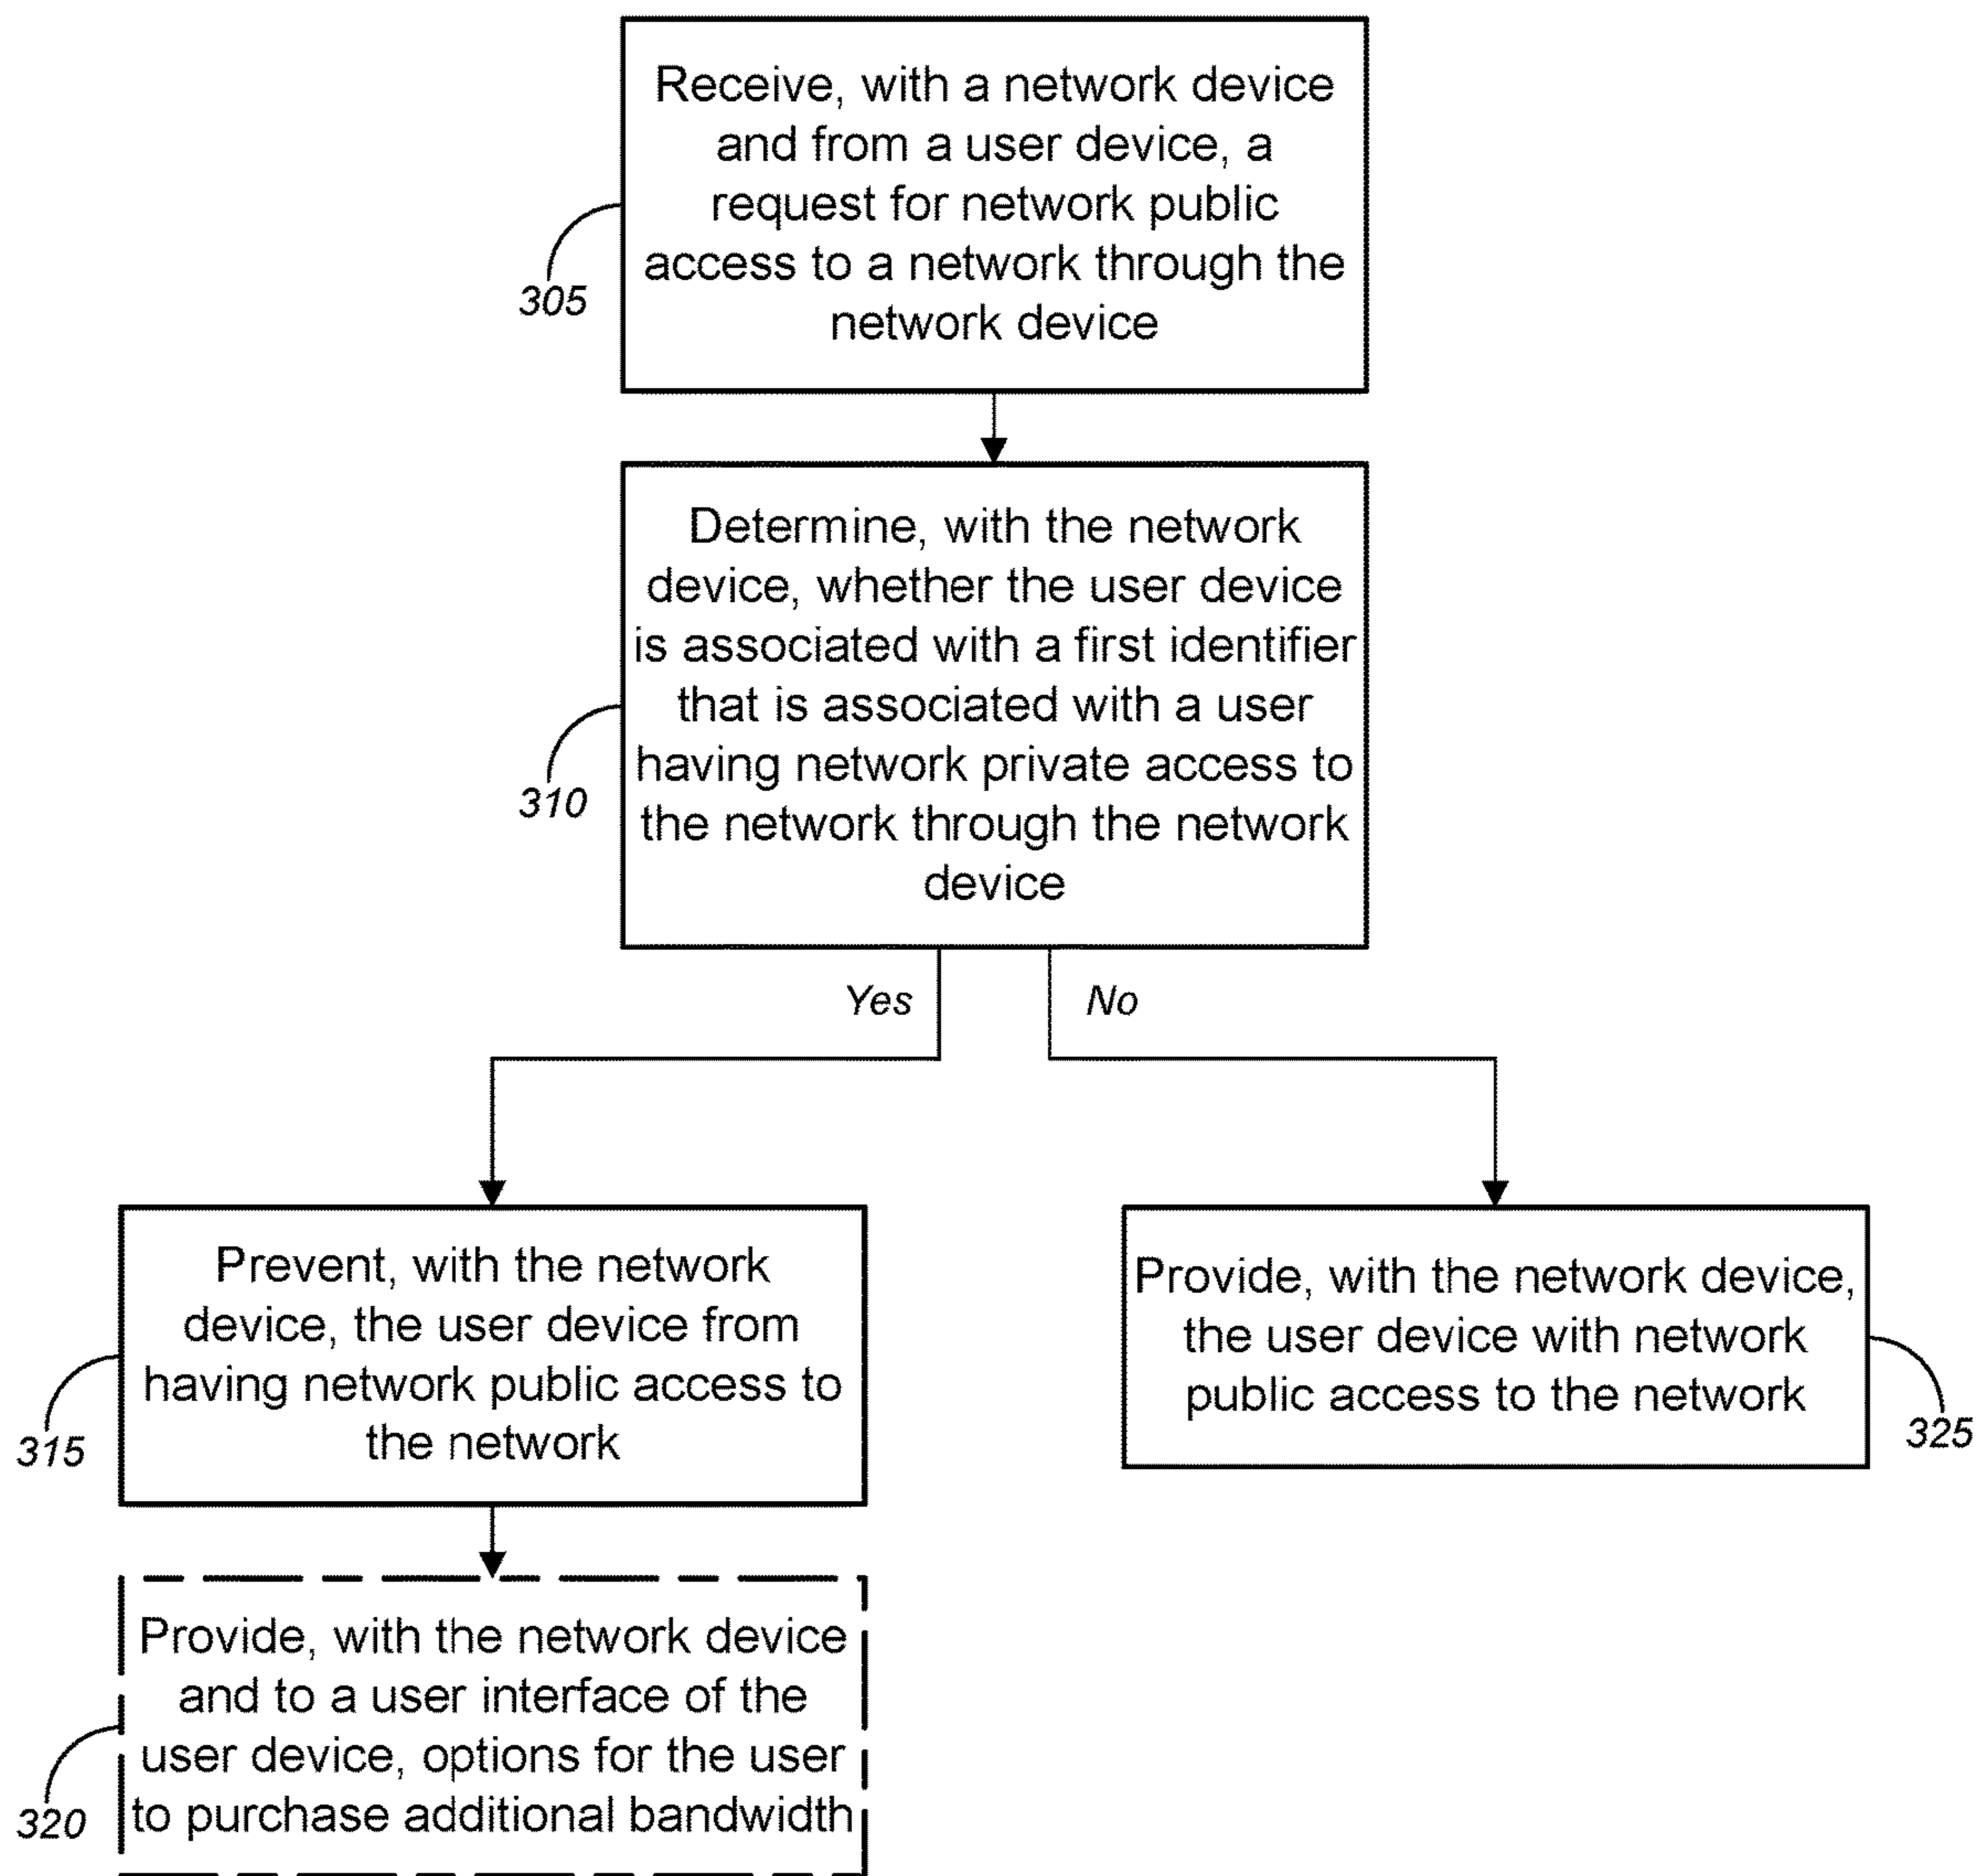 Receive, with a network device
and from a user device, a
request for network public
access to a network through the
network device
305
Determine, with the network
device, whether the user device
is associated with a first identifier
that is associated with a user
having network private access to
the network through the network
device
310
Yes
No
Prevent, with the network
device, the user device from
having network public access to
the network
315
Provide, with the network device,
the user device with network
public access to the network
325
Provide, with the network device
and to a user interface of the
user device, options for the user
to purchase additional bandwidth
320